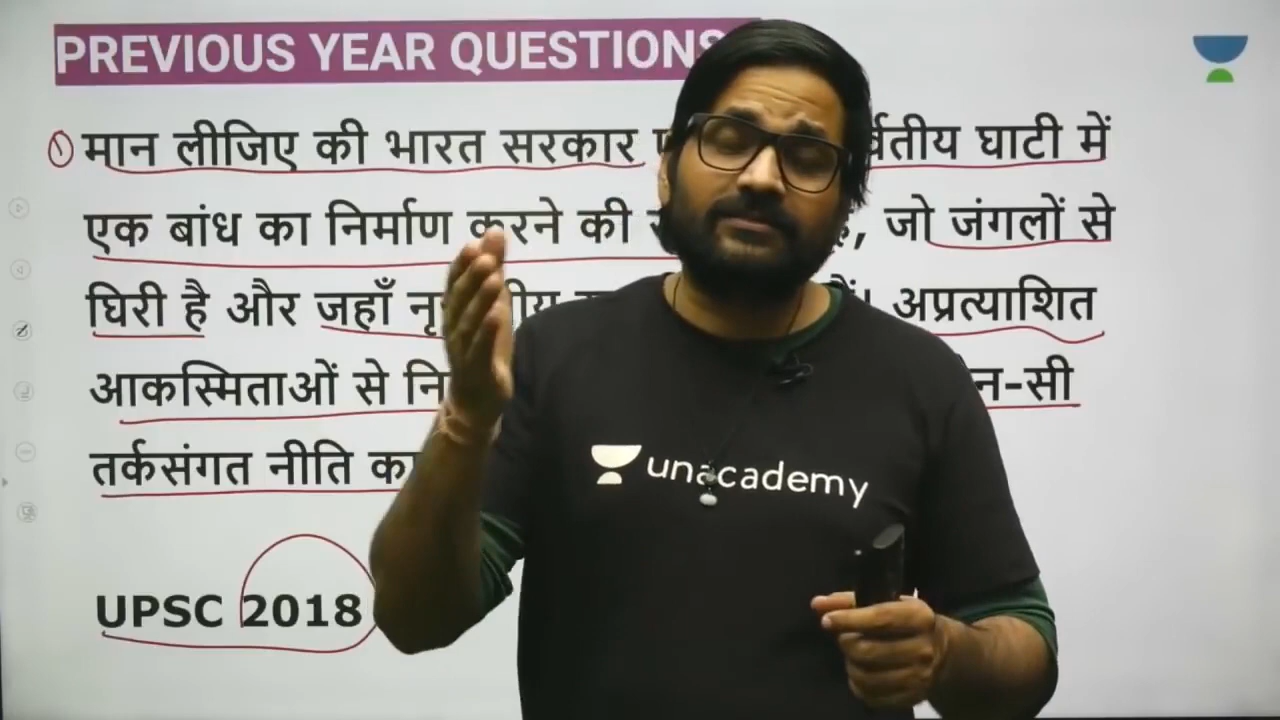 PREVIOUS YEAR QUESTIONS
१ मान लीजिए की भारत सरकार घाटी में
एक बांध का निर्माण करने की जो जंगलों से
घिरी है और जहाँ अप्रत्याशित
आकस्मिताओं से
तर्कसंगत नीति
unacademy
UPSC 2018